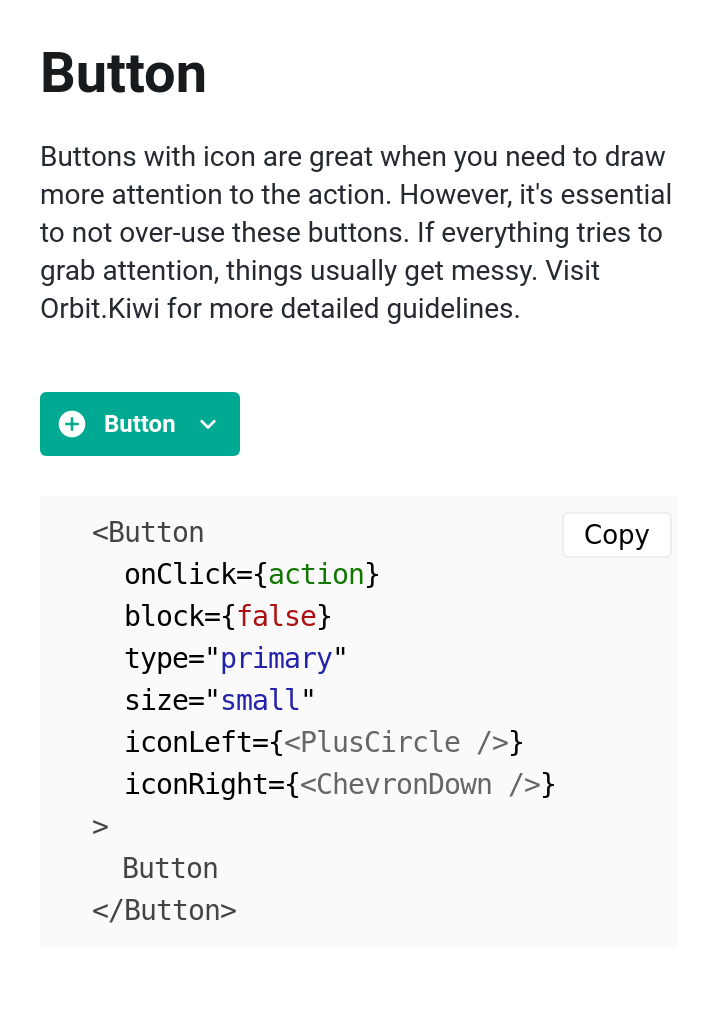 Button
Buttons with icon are great when you need to draw
more attention to the action. However, it's essential
to not over-use these buttons. If everything tries to
grab attention, things usually get messy. Visit
Orbit.Kiwi for more detailed guidelines.
Button
Copy
<Button
  onClick={action}
  block={false}
  type="primary"
  size="small"
  iconLeft={<PlusCircle />}
  iconRight={<ChevronDown />}
>
  Button
</Button>